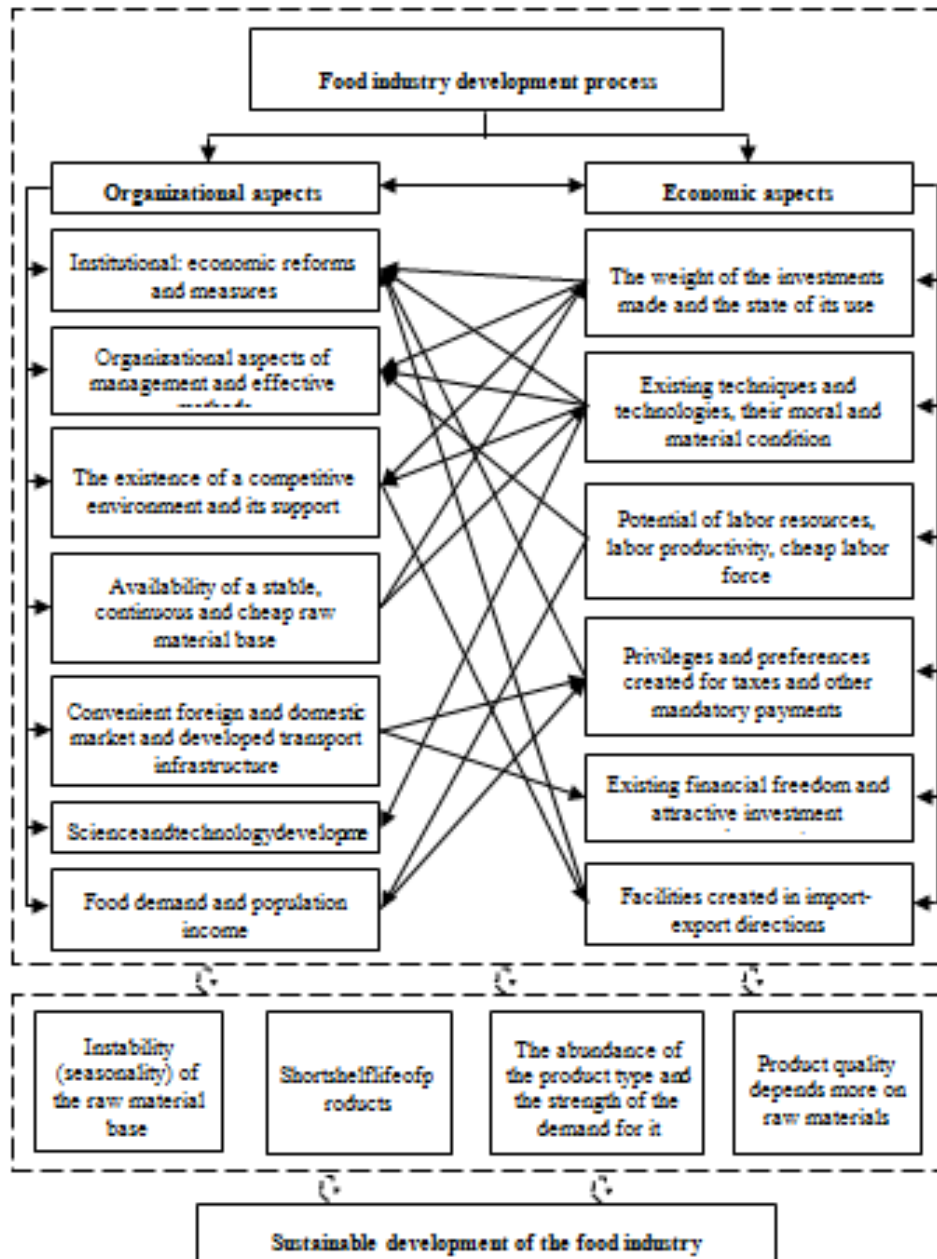 Food industry development process
Organizational aspects
Economic aspects
Institutional: economic reforms
and measures
Organizational aspects of
management and effective
methods
The existence of a competitive
environment and its support
Availability of a stable,
continuous and cheap raw
material base
Convenient foreign and domestic
market and developed transport
infrastructure
Scienceandtechnologydevelopme
Food demand and population
income
The weight of the investments
made and the state of its use
Existing techniques and
technologies, their moral and
material condition
Potential of labor resources,
labor productivity, cheap labor
force
Privileges and preferences
created for taxes and other
mandatory payments
Existing financial freedom and
attractive investment
Facilities created in import-
export directions
Instability
(seasonality) of
the raw material
base
Shortshelflifeofp
roducts
The abundance of
the product type and
the strength of the
demand for it
Product quality
depends more on
raw materials
Sustainable development of the food industry